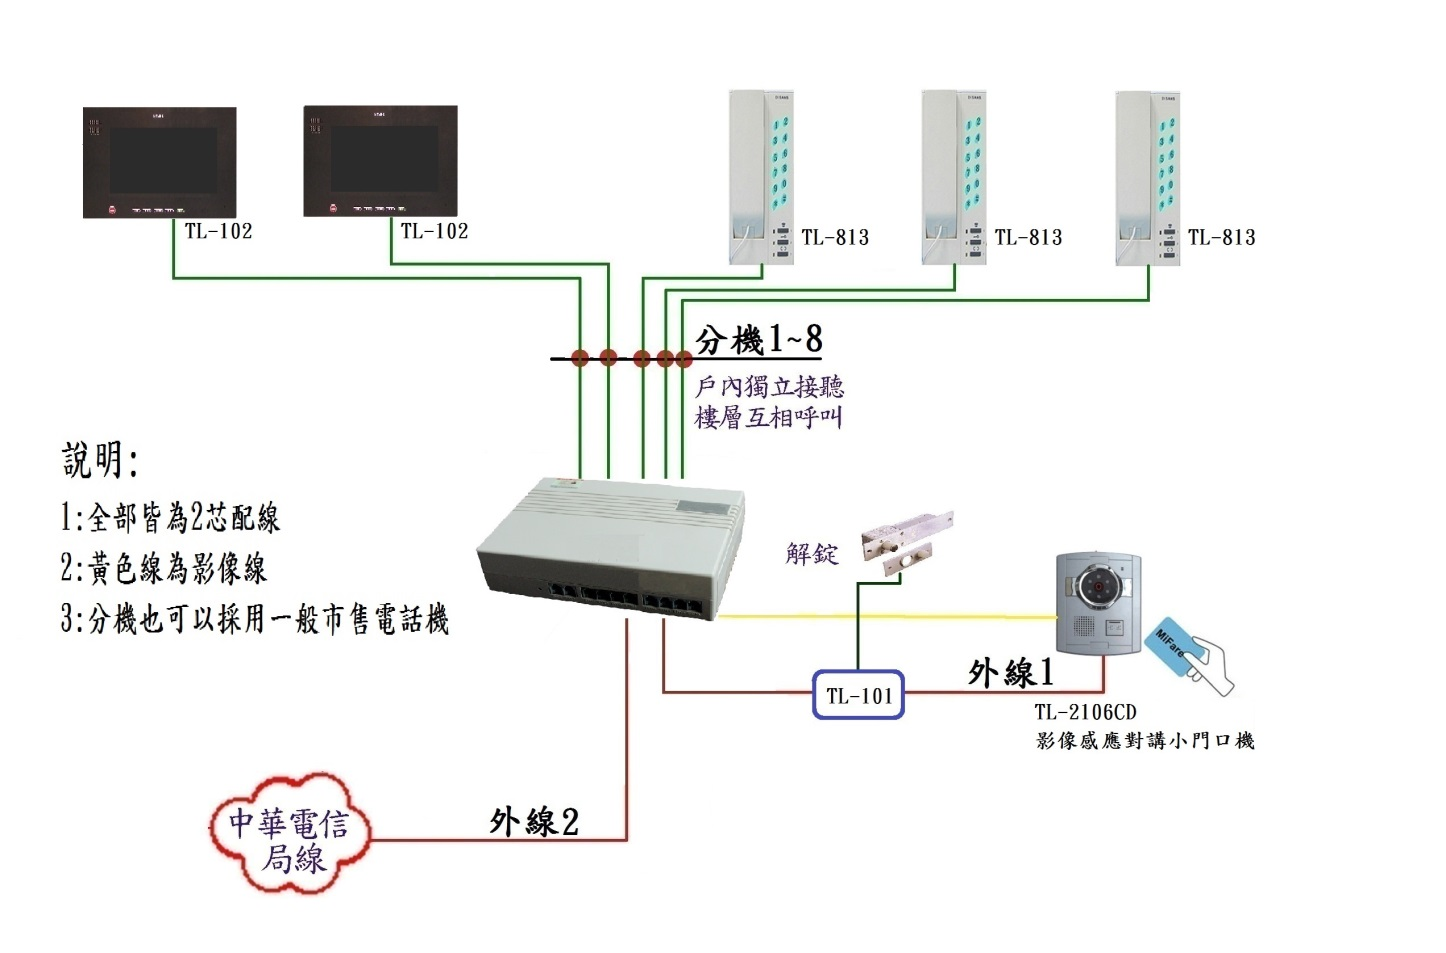 TL-102
TL-102
TL-813
TL-813
TL-813
分機1~8
戶內獨立接聽
樓層互相呼叫
說明:
1:全部皆為2芯配線
2:黃色線為影像線
3:分機也可以採用一般市售電話機
解錠
MiFare
外線1
TL-101
TL-2106CD
影像感應對講小門口機
外線2
中華電信
局線